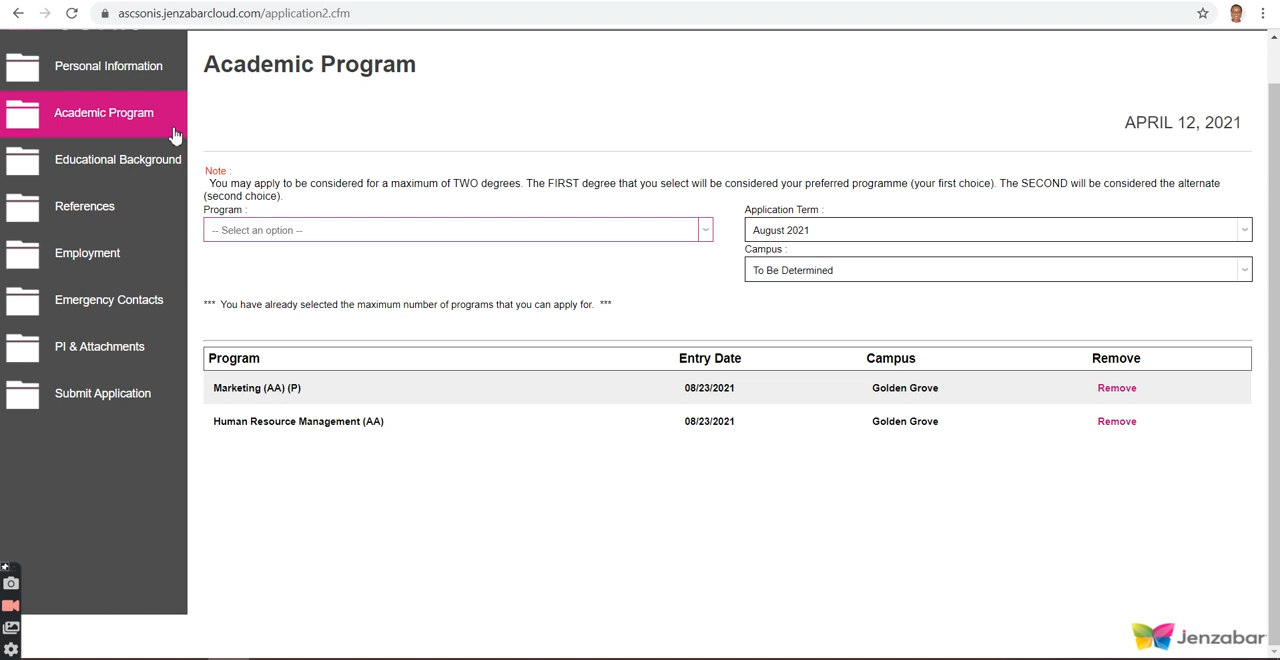 ascsonis.jenzabarcloud.com/application2.cfm
Personal Information
Academic Program
Educational Background
References
Employment
Emergency Contacts
PI & Attachments
Submit Application
Academic Program
APRIL 12, 2021
Note :
You may apply to be considered for a maximum of TWO degrees. The FIRST degree that you select will be considered your preferred programme (your first choice). The SECOND will be considered the alternate
(second choice).
Program :
Application Term :
-- Select an option --
August 2021
Campus :
To Be Determined
*** You have already selected the maximum number of programs that you can apply for. ***
Program Entry Date Campus Remove
Marketing (AA) (P) 08/23/2021 Golden Grove Remove
Human Resource Management (AA) 08/23/2021 Golden Grove Remove
Jenzabar